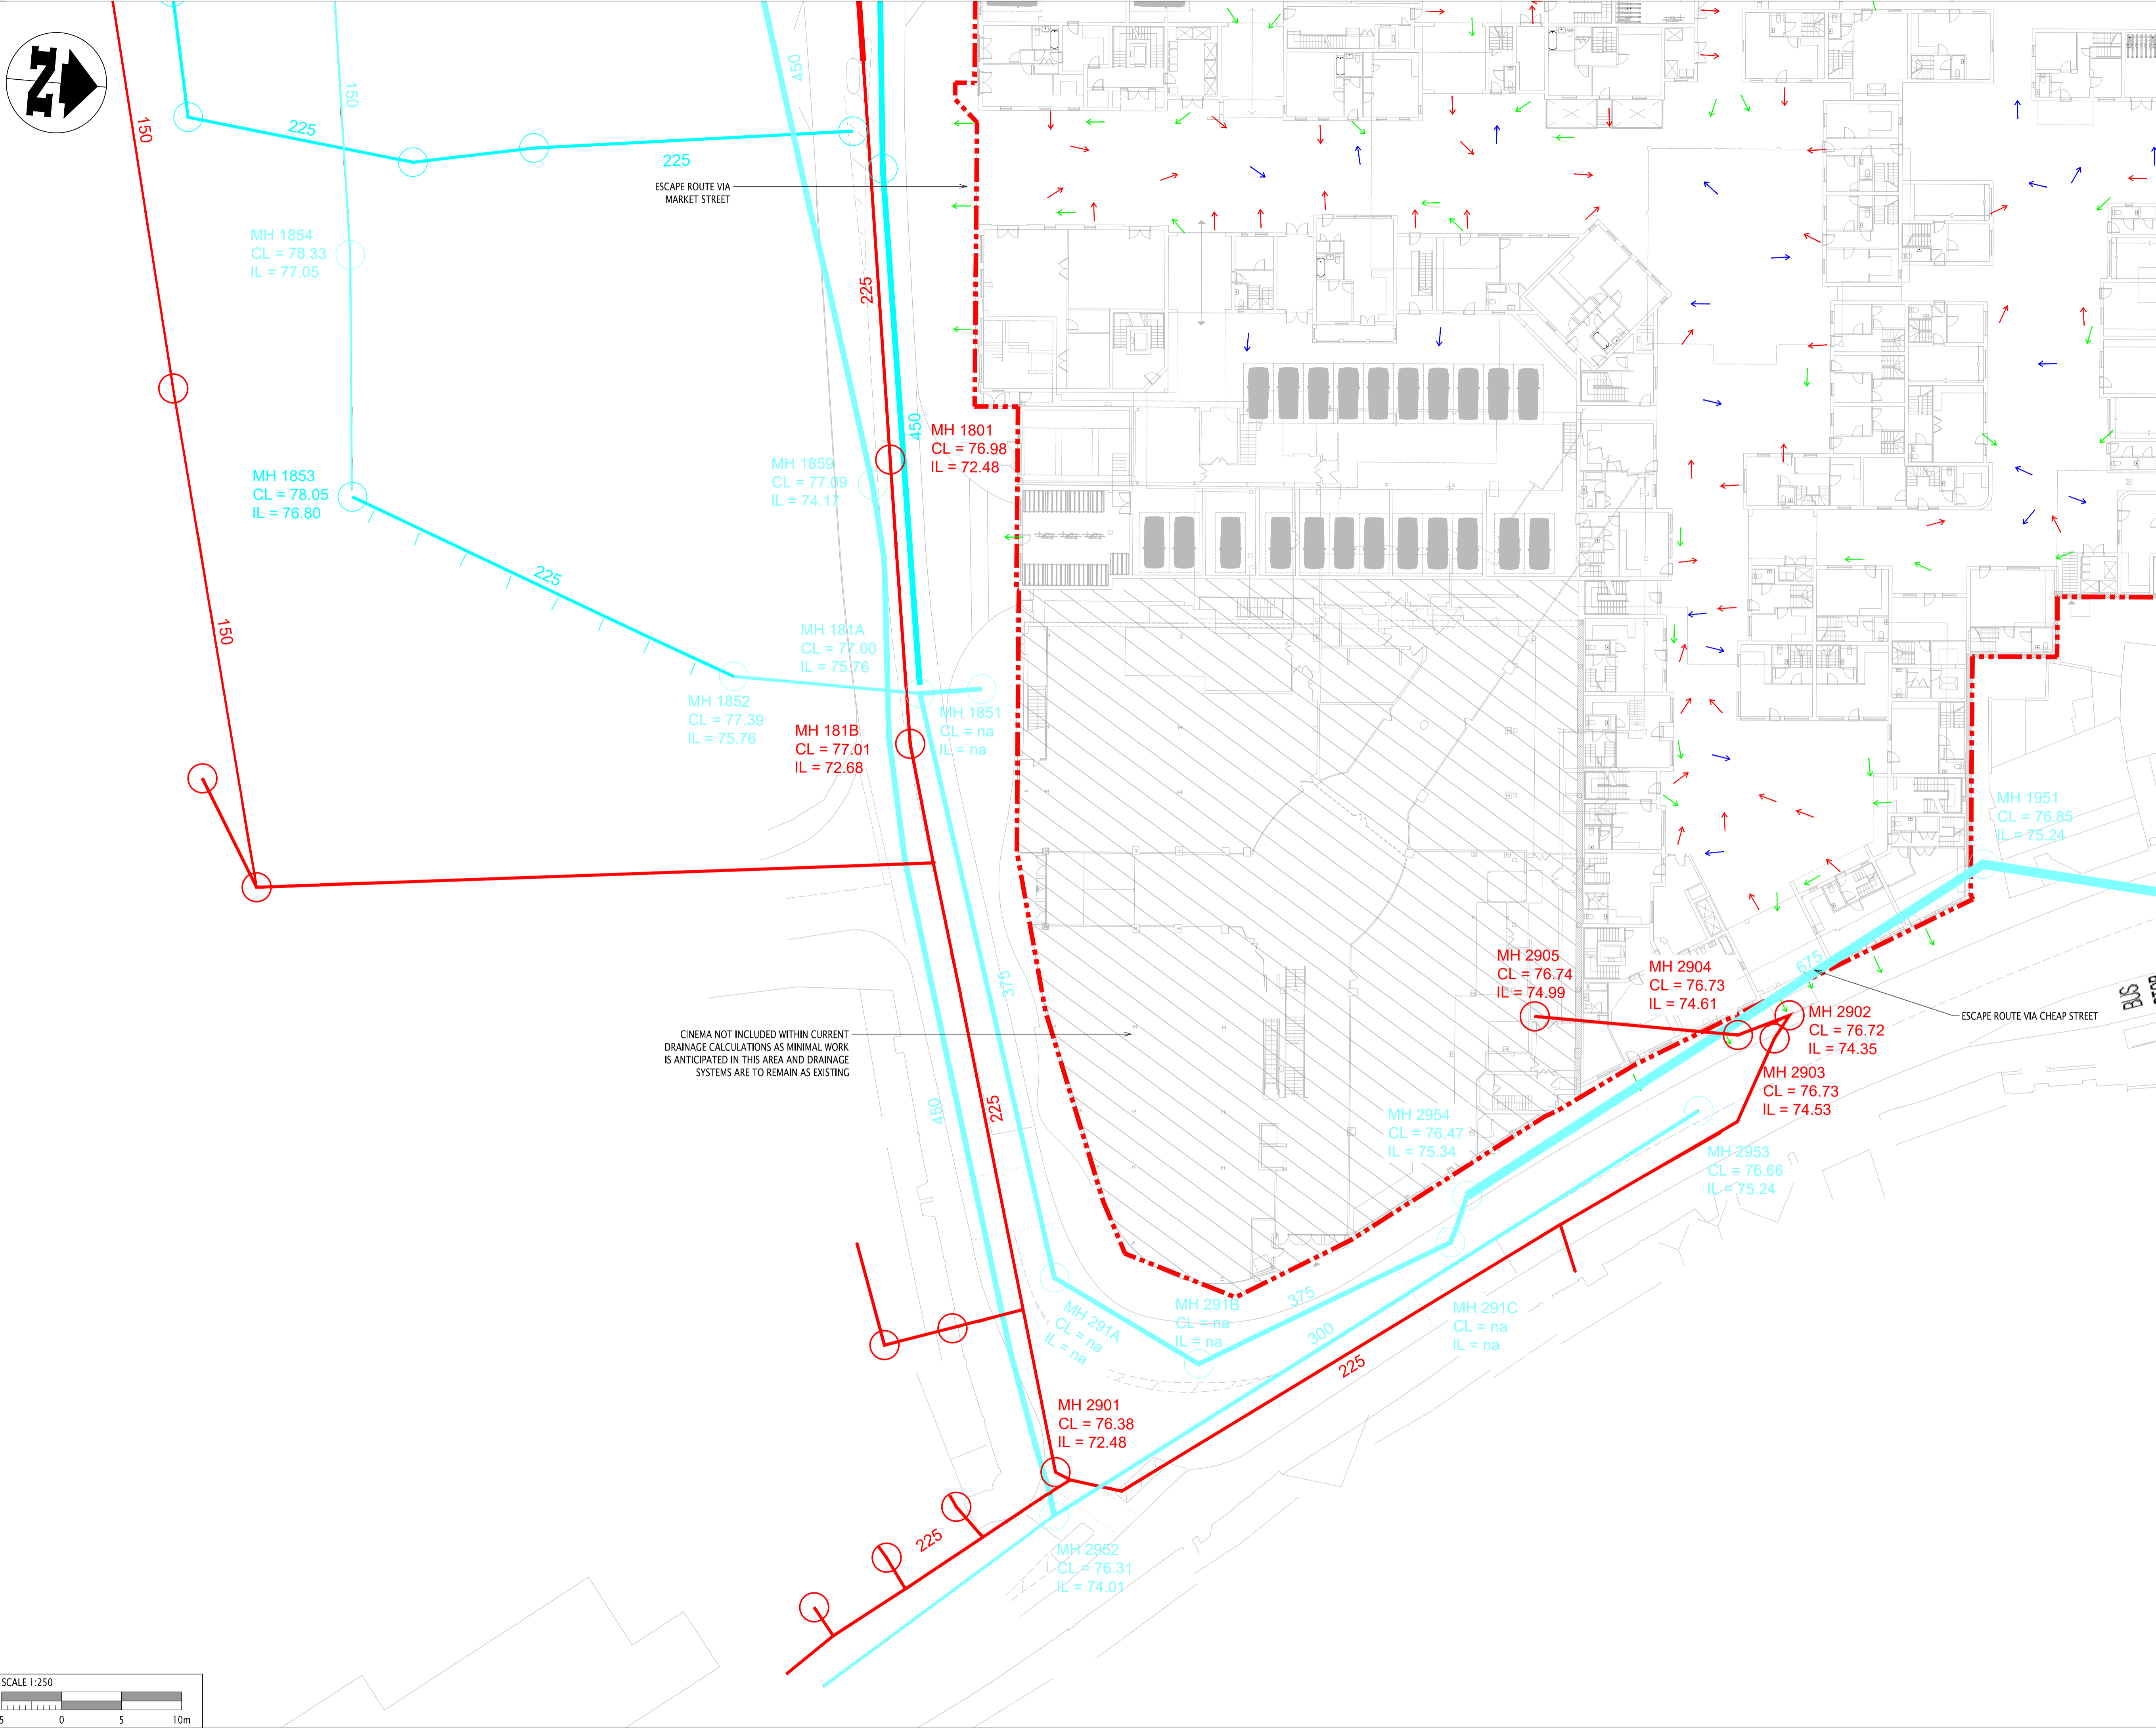 N
150
225
150
450
225
ESCAPE ROUTE VIA
MARKET STREET
MH 1854
CL = 78.33
IL = 77.05
225
450
MH 1801
CL = 76.98
IL = 72.48
MH 1859
CL = 77.09
IL = 74.17
MH 1853
CL = 78.05
IL = 76.80
225
150
MH 181A
CL = 77.00
IL = 75.76
MH 1852
CL = 77.39
IL = 75.76
MH 1851
CL = na
IL = na
MH 181B
CL = 77.01
IL = 72.68
MH 1951
CL = 76.85
IL = 75.24
MH 2905
CL = 76.74
IL = 74.99
MH 2904
CL = 76.73
IL = 74.61
675
375
MH 2902
CL = 76.72
IL = 74.35
ESCAPE ROUTE VIA CHEAP STREET
BUS
CINEMA NOT INCLUDED WITHIN CURRENT
DRAINAGE CALCULATIONS AS MINIMAL WORK
IS ANTICIPATED IN THIS AREA AND DRAINAGE
SYSTEMS ARE TO REMAIN AS EXISTING
MH 2903
CL = 76.73
IL = 74.53
450
225
MH 2954
CL = 76.47
IL = 75.34
MH 2953
CL = 76.66
IL = 75.24
MH 291A
CL = na
IL = na
MH 291B
CL = na
IL = na
375
300
MH 291C
CL = na
IL = na
225
MH 2901
CL = 76.38
IL = 72.48
225
MH 2952
CL = 76.31
IL = 74.01
SCALE 1:250
5 0 5 10m